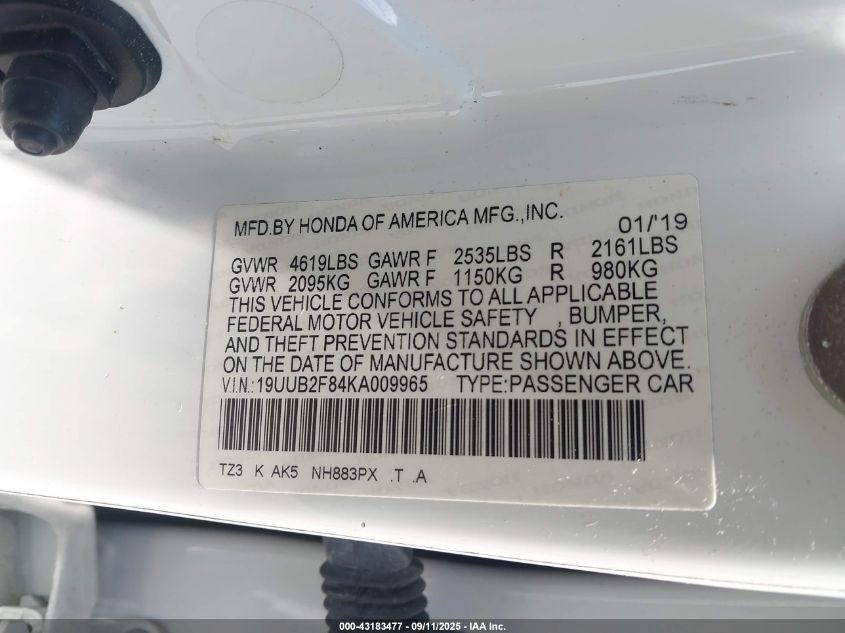 MFD.BY HONDA OF AMERICA MFG.,INC. 01/'19
GVWR 4619LBS GAWR F 2535LBS R 2161LBS
GVWR 2095KG GAWR F 1150KG R 980KG
THIS VEHICLE CONFORMS TO ALL APPLICABLE
FEDERAL MOTOR VEHICLE SAFETY , BUMPER,
AND THEFT PREVENTION STANDARDS IN EFFECT
ON THE DATE OF MANUFACTURE SHOWN ABOVE.
V.I.N.:19UUB2F84KA009965 TYPE:PASSENGER CAR
TZ3 K AK5 NH883PX .T .A
000-43183477 - 09/11/2025 - IAA Inc.